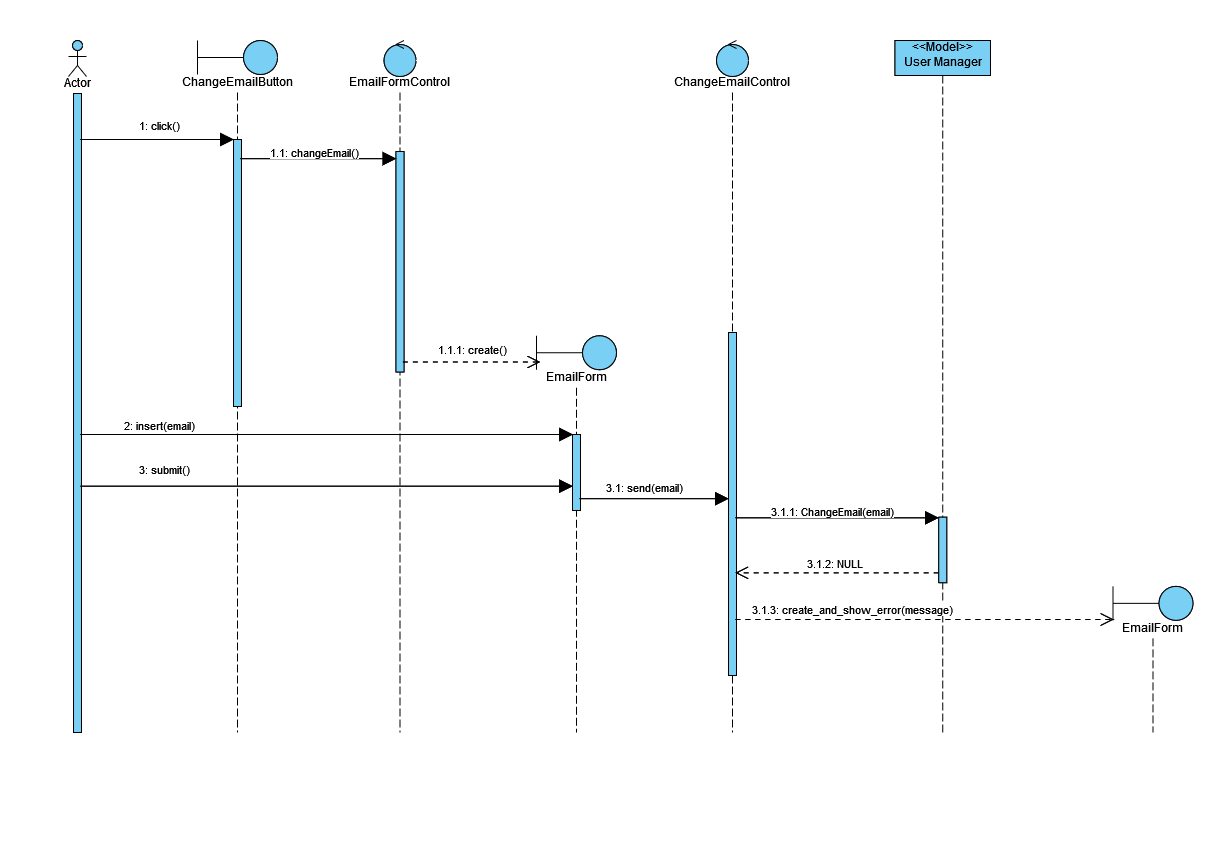 <<Model>>
User Manager
Actor
ChangeEmailButton
EmailFormControl
ChangeEmailControl
1: click()
1.1: changeEmail()
1.1.1: create()
EmailForm
2: insert(email)
3: submit()
3.1: send(email)
3.1.1: ChangeEmail(email)
3.1.2: NULL
3.1.3: create_and_show_error(message)
EmailForm